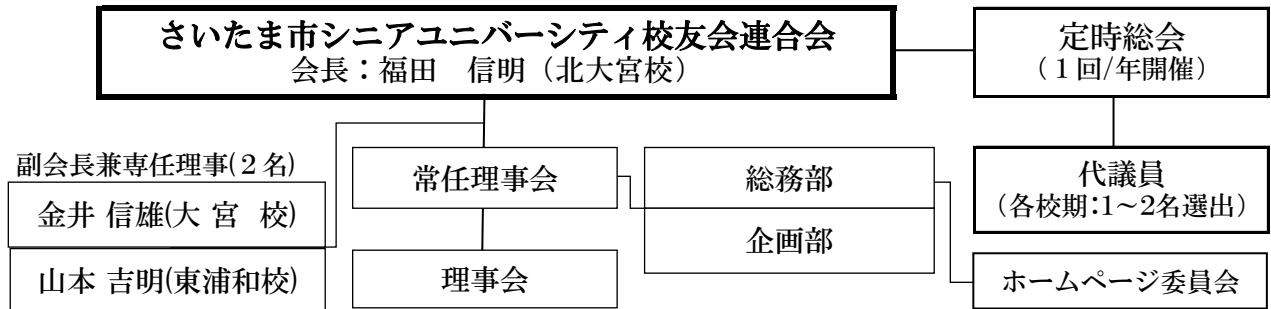 さいたま市シニアユニバーシティ校友会連合会
会長：福田　信明（北大宮校）
定時総会
（１回/年開催）
副会長兼専任理事(２名)
金井 信雄(大 宮 校)
山本 吉明(東浦和校)
常任理事会
理事会
総務部
企画部
代議員
（各校期:1~2名選出）
ホームページ委員会